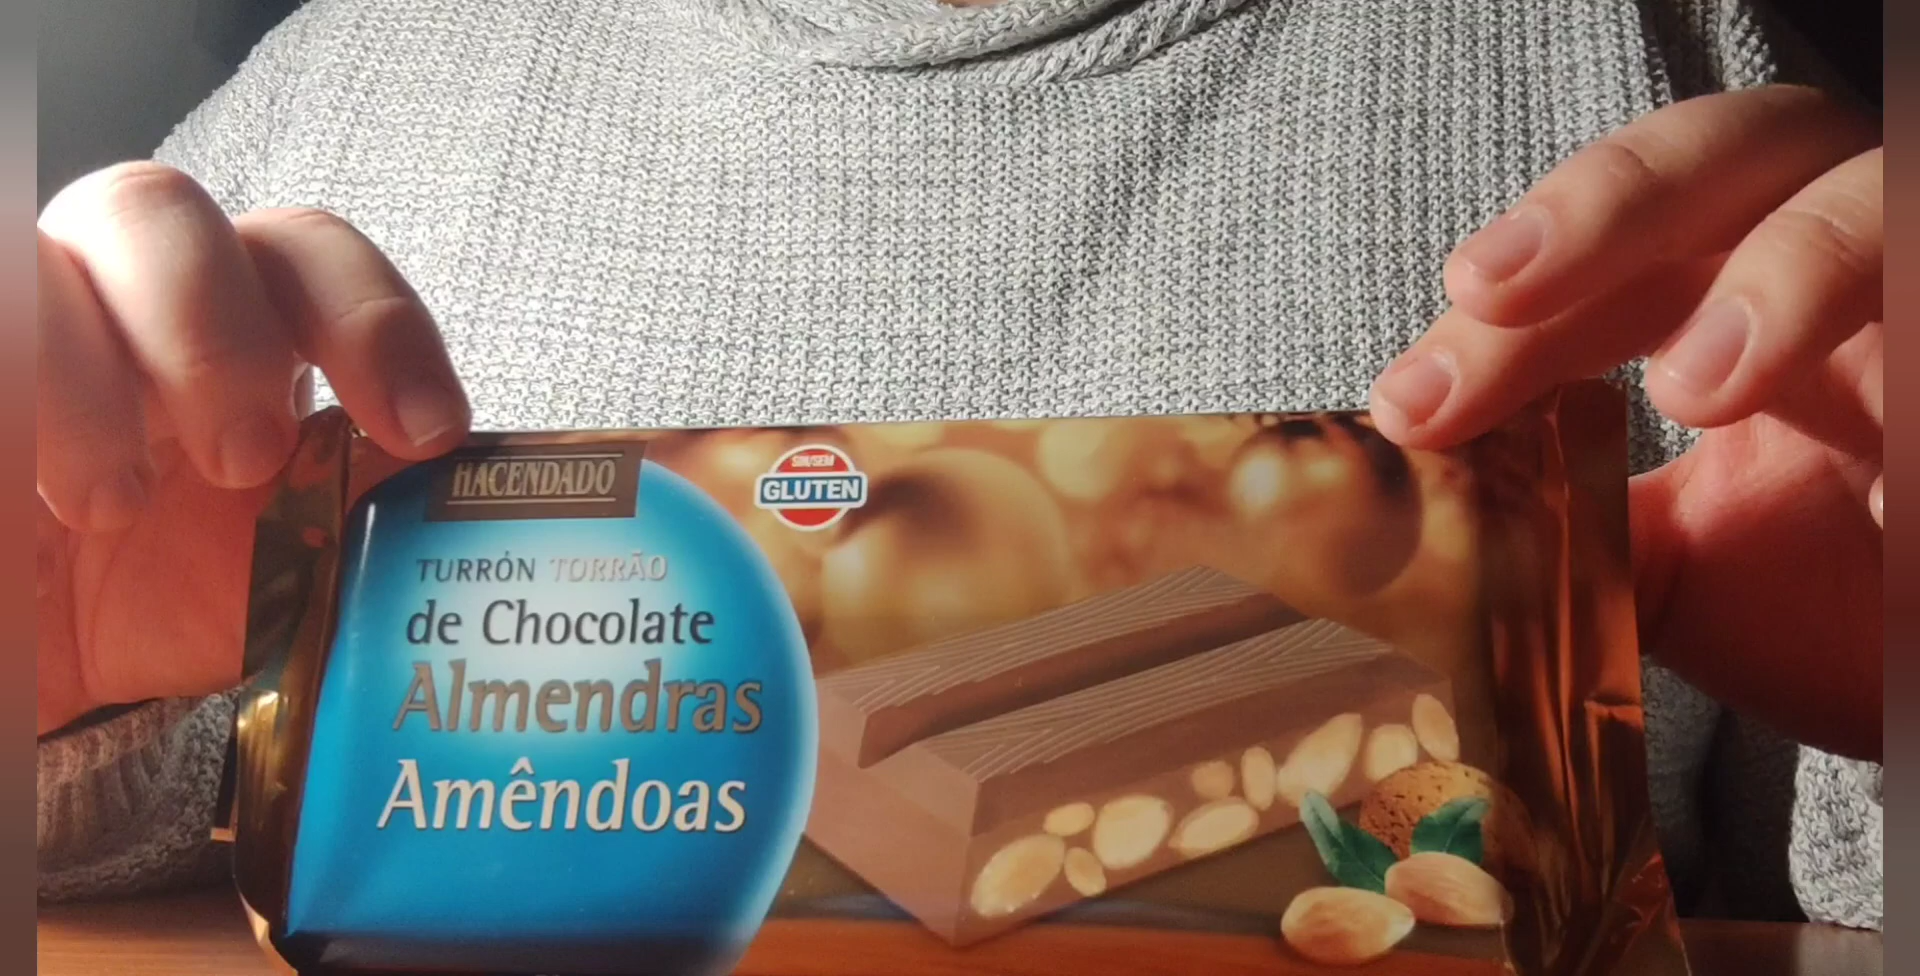 HACENDADO
SIN/SEM
GLUTEN
TURRÓN TORRÃO
de Chocolate
Almendras
Amêndoas